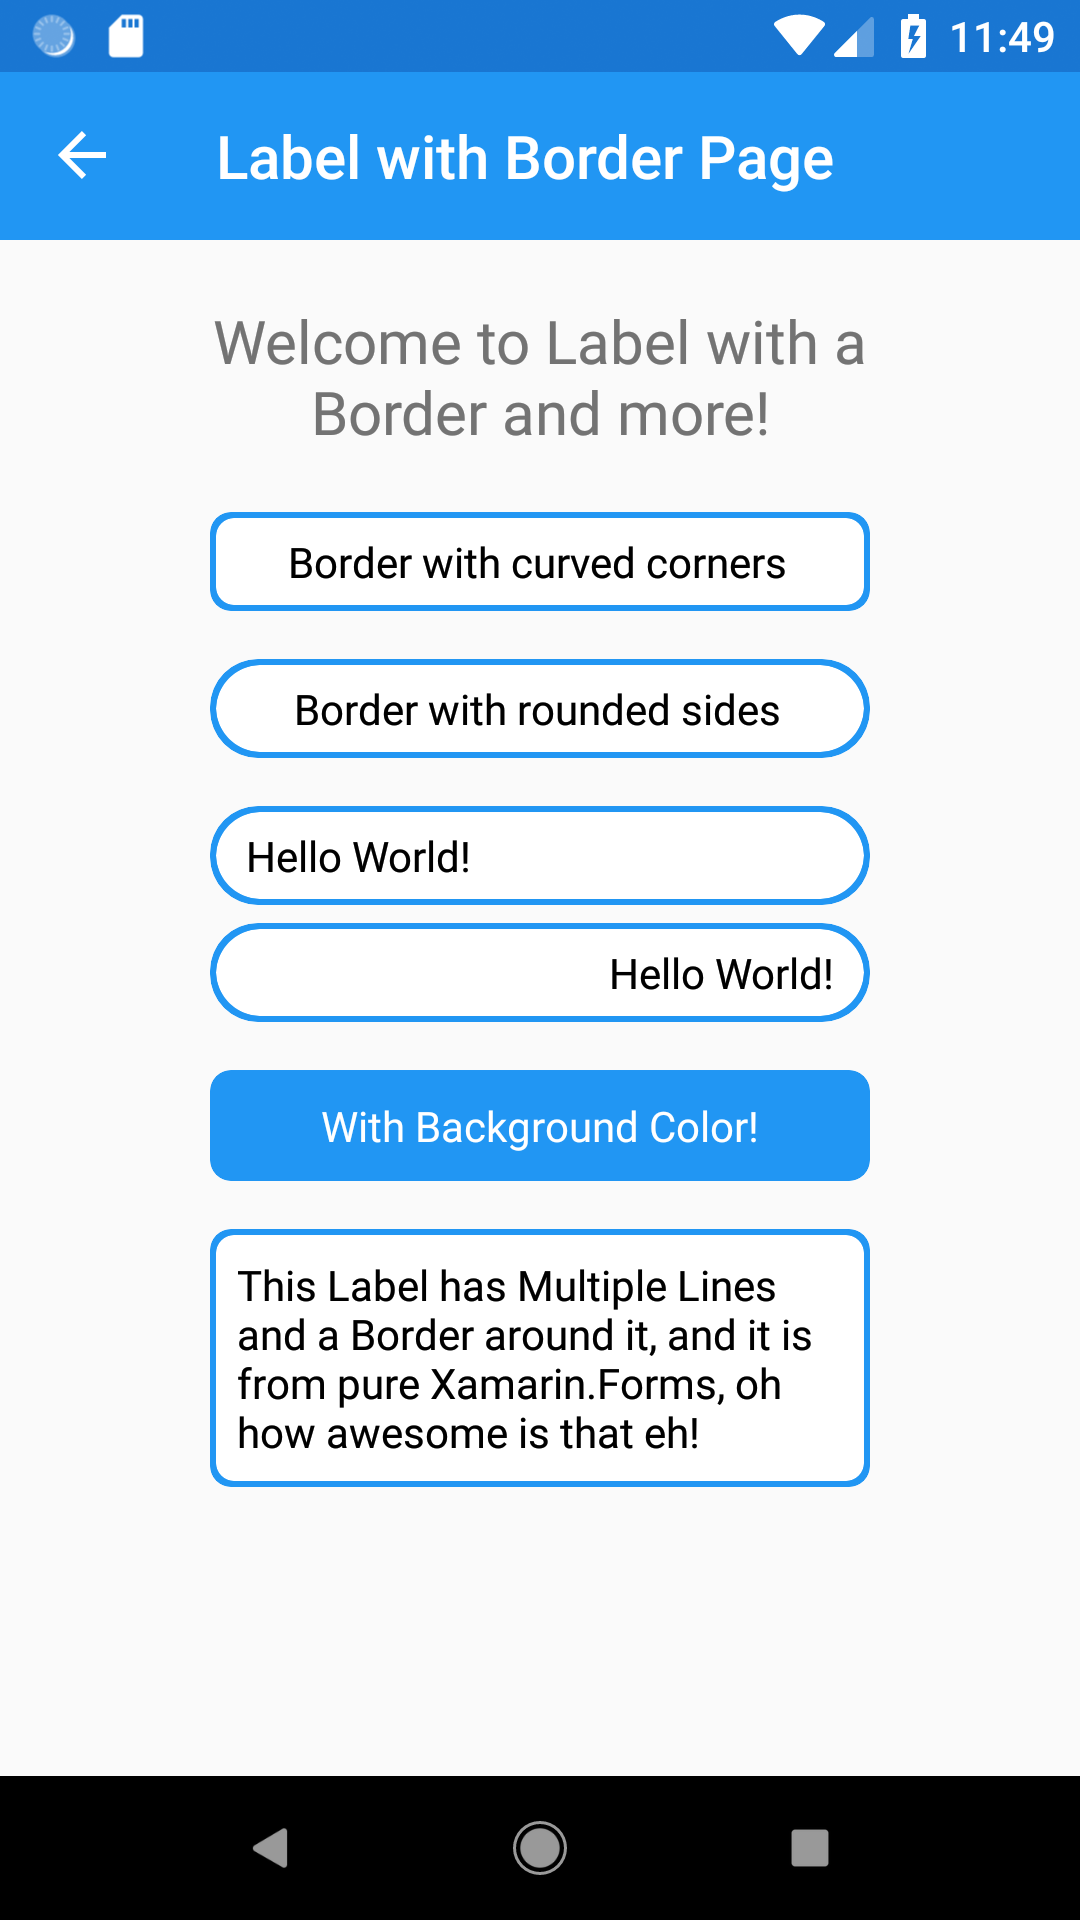 11:49
Label with Border Page
Welcome to Label with a
Border and more!
Border with curved corners
Border with rounded sides
Hello World!
Hello World!
With Background Color!
This Label has Multiple Lines
and a Border around it, and it is
from pure Xamarin.Forms, oh
how awesome is that eh!